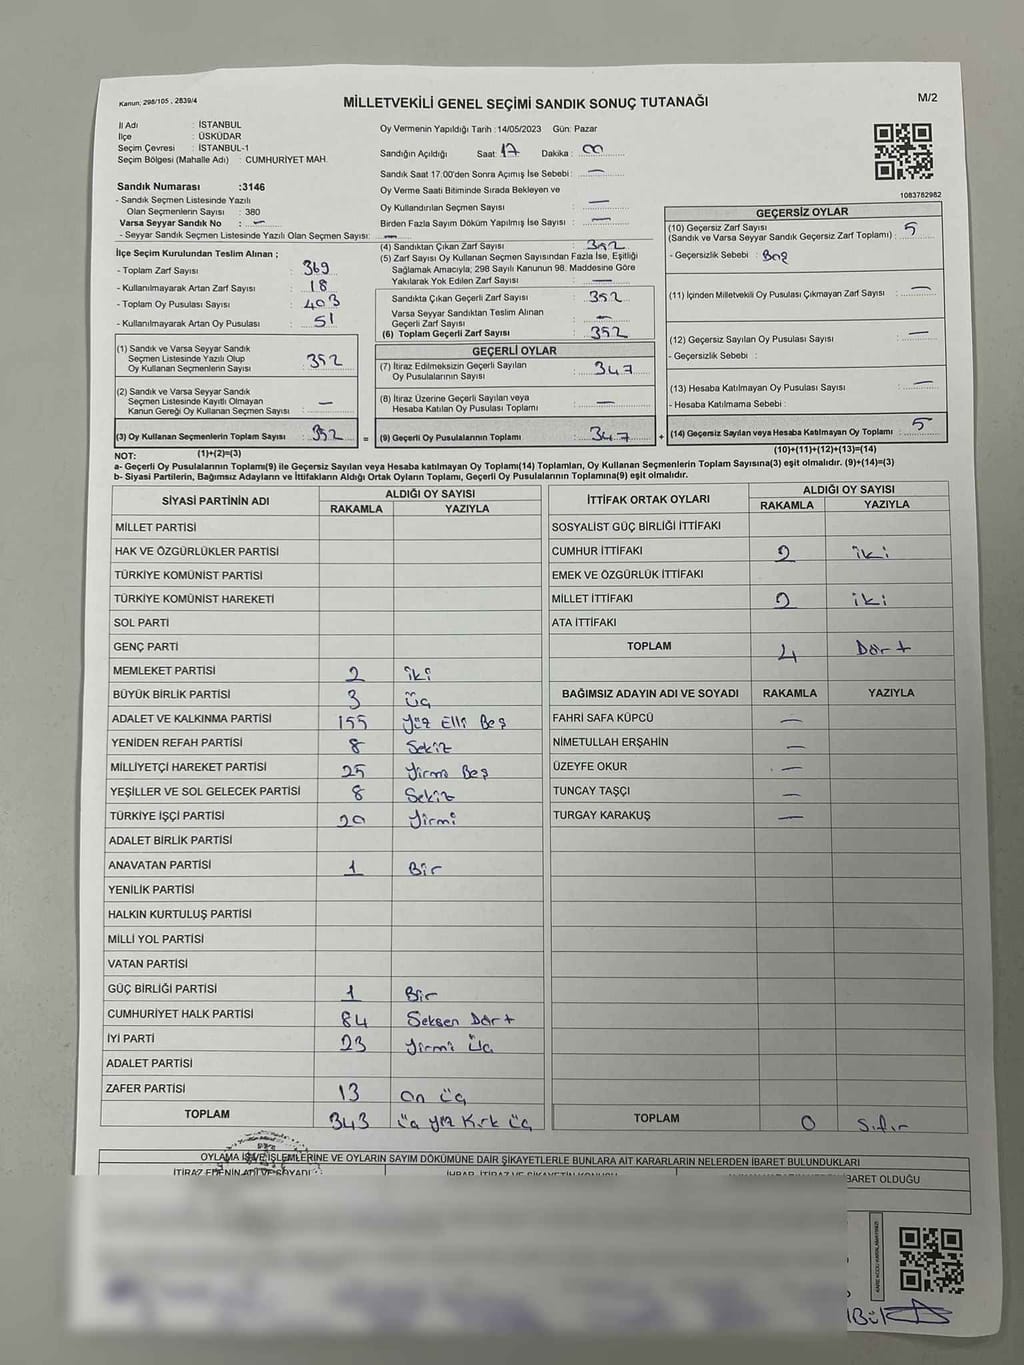 Kanun; 298/105 , 2839/4
MİLLETVEKİLİ GENEL SEÇİMİ SANDIK SONUÇ TUTANAĞI
M/2
İl Adı : İSTANBUL
İlçe : ÜSKÜDAR
Seçim Çevresi : İSTANBUL-1
Seçim Bölgesi (Mahalle Adı) : CUMHURİYET MAH.
Sandık Numarası :3146
- Sandık Seçmen Listesinde Yazılı
Olan Seçmenlerin Sayısı : 380
Varsa Seyyar Sandık No : —
- Seyyar Sandık Seçmen Listesinde Yazılı Olan Seçmen Sayısı: —
İlçe Seçim Kurulundan Teslim Alınan ;
- Toplam Zarf Sayısı : 369
- Kullanılmayarak Artan Zarf Sayısı : 18
- Toplam Oy Pusulası Sayısı : 403
- Kullanılmayarak Artan Oy Pusulası : 51
(1) Sandık ve Varsa Seyyar Sandık
Seçmen Listesinde Yazılı Olup
Oy Kullanan Seçmenlerin Sayısı : 352
(2) Sandık ve Varsa Seyyar Sandık
Seçmen Listesinde Kayıtlı Olmayan
Kanun Gereği Oy Kullanan Seçmen Sayısı : —
(3) Oy Kullanan Seçmenlerin Toplam Sayısı : 352
Oy Vermenin Yapıldığı Tarih :14/05/2023 Gün: Pazar
Sandığın Açıldığı Saat: 17 Dakika : 00
Sandık Saat 17.00'den Sonra Açımış İse Sebebi : —
Oy Verme Saati Bitiminde Sırada Bekleyen ve
Oy Kullandırılan Seçmen Sayısı : —
Birden Fazla Sayım Döküm Yapılmış İse Sayısı : —
(4) Sandıktan Çıkan Zarf Sayısı : 352
(5) Zarf Sayısı Oy Kullanan Seçmen Sayısından Fazla İse, Eşitliği
Sağlamak Amacıyla; 298 Sayılı Kanunun 98. Maddesine Göre
Yakılarak Yok Edilen Zarf Sayısı : —
Sandıkta Çıkan Geçerli Zarf Sayısı : 352
Varsa Seyyar Sandıktan Teslim Alınan
Geçerli Zarf Sayısı : —
(6) Toplam Geçerli Zarf Sayısı : 352
GEÇERLİ OYLAR
(7) İtiraz Edilmeksizin Geçerli Sayılan
Oy Pusulalarının Sayısı : 347
(8) İtiraz Üzerine Geçerli Sayılan veya
Hesaba Katılan Oy Pusulası Toplamı : —
= (9) Geçerli Oy Pusulalarının Toplamı : 347
1083782982
GEÇERSİZ OYLAR
(10) Geçersiz Zarf Sayısı
(Sandık ve Varsa Seyyar Sandık Geçersiz Zarf Toplamı) : 5
- Geçersizlik Sebebi : Boş
(11) İçinden Milletvekili Oy Pusulası Çıkmayan Zarf Sayısı : —
(12) Geçersiz Sayılan Oy Pusulası Sayısı : —
- Geçersizlik Sebebi :
(13) Hesaba Katılmayan Oy Pusulası Sayısı : —
- Hesaba Katılmama Sebebi :
+ (14) Geçersiz Sayılan veya Hesaba Katılmayan Oy Toplamı : 5
NOT: (1)+(2)=(3) (10)+(11)+(12)+(13)=(14)
a- Geçerli Oy Pusulalarının Toplamı(9) ile Geçersiz Sayılan veya Hesaba katılmayan Oy Toplamı(14) Toplamları, Oy Kullanan Seçmenlerin Toplam Sayısına(3) eşit olmalıdır. (9)+(14)=(3)
b- Siyasi Partilerin, Bağımsız Adayların ve İttifakların Aldığı Ortak Oyların Toplamı, Geçerli Oy Pusulalarının Toplamına(9) eşit olmalıdır.
SİYASİ PARTİNİN ADI ALDIĞI OY SAYISI
RAKAMLA YAZIYLA
MİLLET PARTİSİ
HAK VE ÖZGÜRLÜKLER PARTİSİ
TÜRKİYE KOMÜNİST PARTİSİ
TÜRKİYE KOMÜNİST HAREKETİ
SOL PARTİ
GENÇ PARTİ
MEMLEKET PARTİSİ 2 iki
BÜYÜK BİRLİK PARTİSİ 3 Üç
ADALET VE KALKINMA PARTİSİ 155 Yüz Elli Beş
YENİDEN REFAH PARTİSİ 8 Sekiz
MİLLİYETÇİ HAREKET PARTİSİ 25 Yirmi Beş
YEŞİLLER VE SOL GELECEK PARTİSİ 8 Sekiz
TÜRKİYE İŞÇİ PARTİSİ 20 Yirmi
ADALET BİRLİK PARTİSİ
ANAVATAN PARTİSİ 1 Bir
YENİLİK PARTİSİ
HALKIN KURTULUŞ PARTİSİ
MİLLİ YOL PARTİSİ
VATAN PARTİSİ
GÜÇ BİRLİĞİ PARTİSİ 1 Bir
CUMHURİYET HALK PARTİSİ 84 Seksen Dört
İYİ PARTİ 23 Yirmi Üç
ADALET PARTİSİ
ZAFER PARTİSİ 13 On üç
TOPLAM 343 üç yüz Kırk üç
İTTİFAK ORTAK OYLARI ALDIĞI OY SAYISI
RAKAMLA YAZIYLA
SOSYALİST GÜÇ BİRLİĞİ İTTİFAKI
CUMHUR İTTİFAKI 2 iki
EMEK VE ÖZGÜRLÜK İTTİFAKI
MİLLET İTTİFAKI 2 iki
ATA İTTİFAKI
TOPLAM 4 Dört
BAĞIMSIZ ADAYIN ADI VE SOYADI RAKAMLA YAZIYLA
FAHRİ SAFA KÜPCÜ —
NİMETULLAH ERŞAHİN —
ÜZEYFE OKUR —
TUNCAY TAŞÇI —
TURGAY KARAKUŞ —
TOPLAM 0 Sıfır
OYLAMA İŞ VE İŞLEMLERİNE VE OYLARIN SAYIM DÖKÜMÜNE DAİR ŞİKAYETLERLE BUNLARA AİT KARARLARIN NELERDEN İBARET BULUNDUKLARI
İTİRAZ EDENİN ADI VE SOYADI İHBAR, İTİRAZ VE ŞİKAYETİN KONUSU İBARET OLDUĞU